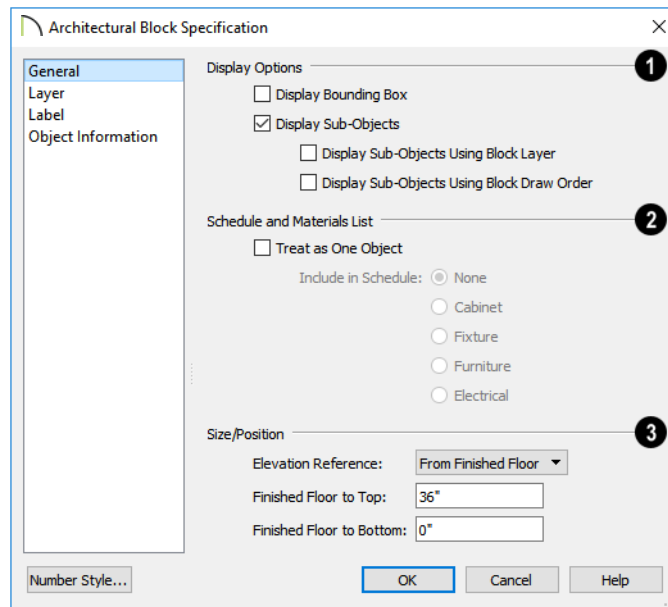 Architectural Block Specification
General
Layer
Label
Object Information
Display Options
1
Display Bounding Box
Display Sub-Objects
Display Sub-Objects Using Block Layer
Display Sub-Objects Using Block Draw Order
Schedule and Materials List
2
Treat as One Object
Include in Schedule:
None
Cabinet
Fixture
Furniture
Electrical
Size/Position
3
Elevation Reference:
From Finished Floor
Finished Floor to Top:
36"
Finished Floor to Bottom:
0"
Number Style...
OK
Cancel
Help